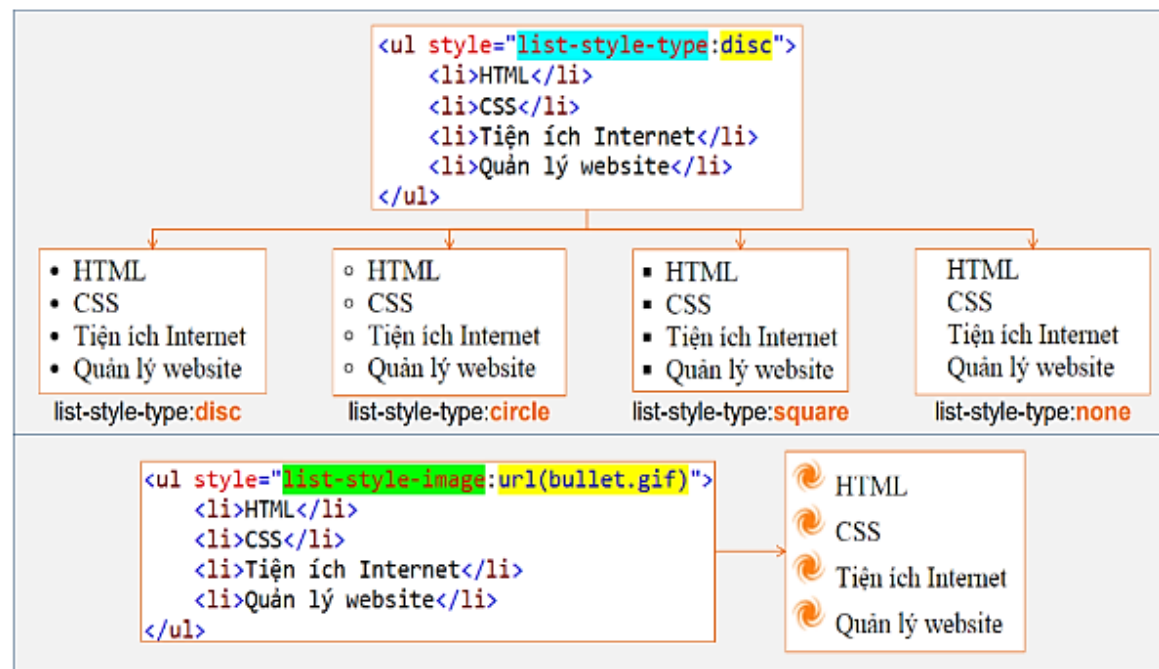 <ul style="list-style-type:disc">
<li>HTML</li>
<li>CSS</li>
<li>Tiện ích Internet</li>
<li>Quản lý website</li>
</ul>
• HTML
• CSS
• Tiện ích Internet
• Quản lý website
list-style-type:disc
○ HTML
○ CSS
○ Tiện ích Internet
○ Quản lý website
list-style-type:circle
▪ HTML
▪ CSS
▪ Tiện ích Internet
▪ Quản lý website
list-style-type:square
HTML
CSS
Tiện ích Internet
Quản lý website
list-style-type:none
<ul style="list-style-image:url(bullet.gif)">
<li>HTML</li>
<li>CSS</li>
<li>Tiện ích Internet</li>
<li>Quản lý website</li>
</ul>
HTML
CSS
Tiện ích Internet
Quản lý website